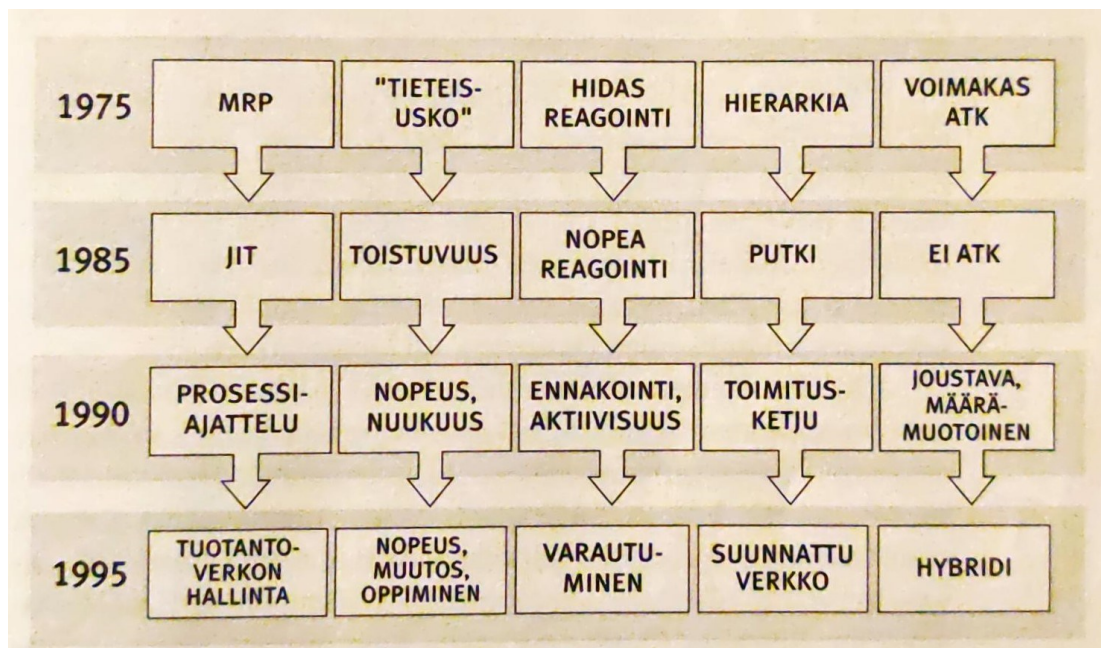 1975
MRP
"TIETEIS-
USKO"
HIDAS
REAGOINTI
HIERARKIA
VOIMAKAS
ATK
1985
JIT
TOISTUVUUS
NOPEA
REAGOINTI
PUTKI
EI ATK
1990
PROSESSI-
AJATTELU
NOPEUS,
NUUKUUS
ENNAKOINTI,
AKTIIVISUUS
TOIMITUS-
KETJU
JOUSTAVA,
MÄÄRÄ-
MUOTOINEN
1995
TUOTANTO-
VERKON
HALLINTA
NOPEUS,
MUUTOS,
OPPIMINEN
VARAUTU-
MINEN
SUUNNATTU
VERKKO
HYBRIDI